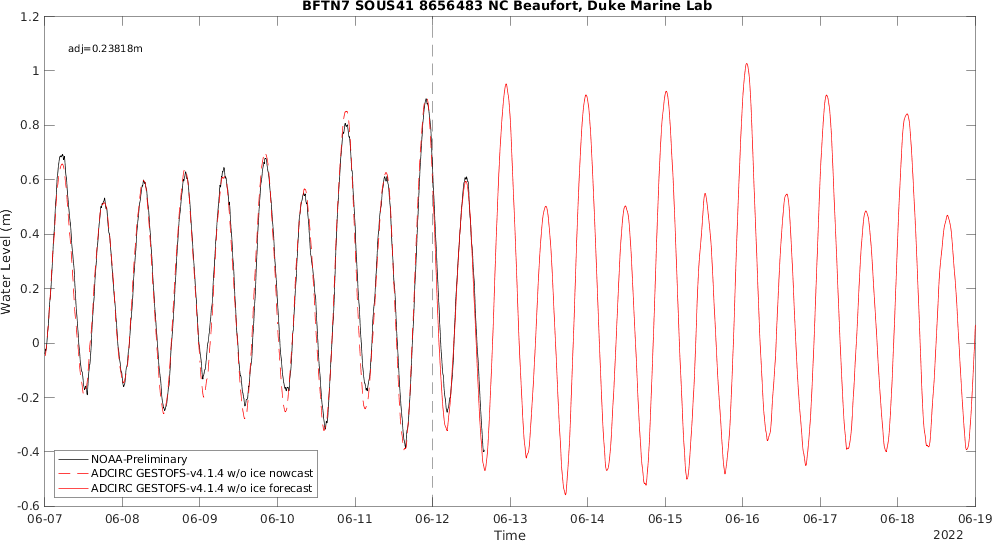 BFTN7 SOUS41 8656483 NC Beaufort, Duke Marine Lab
adj=0.23818m
1.2
1
0.8
0.6
0.4
0.2
0
-0.2
-0.4
-0.6
Water Level (m)
NOAA-Preliminary
ADCIRC GESTOFS-v4.1.4 w/o ice nowcast
ADCIRC GESTOFS-v4.1.4 w/o ice forecast
06-07 06-08 06-09 06-10 06-11 06-12 06-13 06-14 06-15 06-16 06-17 06-18 06-19
Time
2022